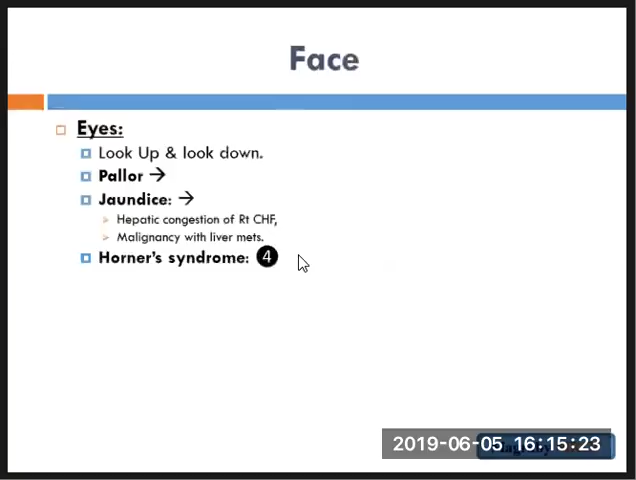 Face
Eyes:
Look Up & look down.
Pallor →
Jaundice: →
Hepatic congestion of Rt CHF,
Malignancy with liver mets.
Horner's syndrome: ❹
2019-06-05 16:15:23